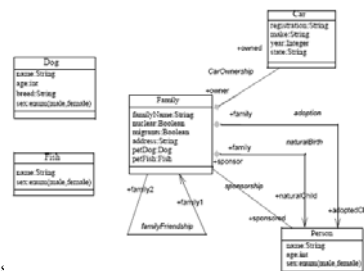 Car
registration:String
make:String
year:Integer
state:String
+owned
CarOwnership
+owner
Dog
name:String
age:int
breed:String
sex:enum(male,female)
Family
familyName:String
nuclear:Boolean
migrants:Boolean
address:String
petDog:Dog
petFish:Fish
+family
adoption
+family
naturalBirth
+sponsor
sponsorship
+naturalChild
+adoptedCh
+sponsored
Fish
name:String
sex:enum(male,female)
+family2
+family1
familyFriendship
Person
name:String
age:int
sex:enum(male,female)